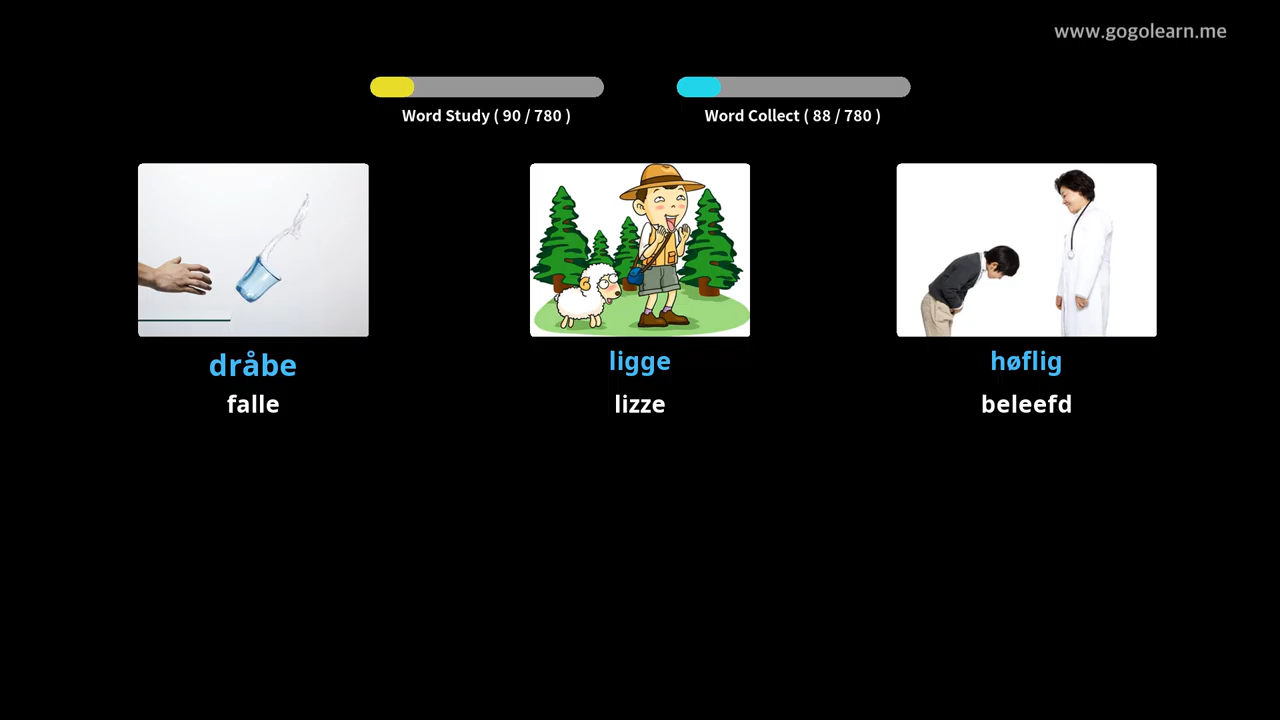 www.gogolearn.me
Word Study ( 90 / 780 )
Word Collect ( 88 / 780 )
dråbe
ligge
høflig
falle
lizze
beleefd